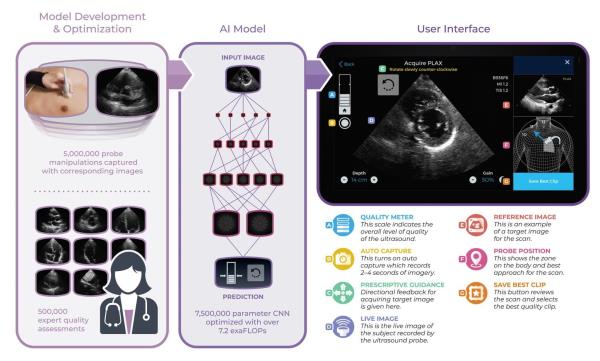 Model Development
& Optimization
5,000,000 probe
manipulations captured
with corresponding images
500,000
expert quality
assessments
AI Model
INPUT IMAGE
PREDICTION
7,500,000 parameter CNN
optimized with over
7.2 exaFLOPs
User Interface
Back
Acquire PLAX
Rotate slowly counter-clockwise
C
A
B
D
Depth
14 cm
Gain
50%
MI 1.2
PLAX
E
F
G
Save Best Clip
A
QUALITY METER
This scale indicates the
overall level of quality
of the ultrasound.
B
AUTO CAPTURE
This turns on an auto
capture which records
2–4 seconds of imagery.
C
PRESCRIPTIVE GUIDANCE
Directional feedback for
acquiring target image
is given here.
D
LIVE IMAGE
This is the live image of
the subject recorded by
the ultrasound probe.
E
REFERENCE IMAGE
This is an example
of a target image
for the scan.
F
PROBE POSITION
This shows the zone
on the body and best
approach for the scan.
G
SAVE BEST CLIP
This button reviews
the scan and selects
the best quality clip.